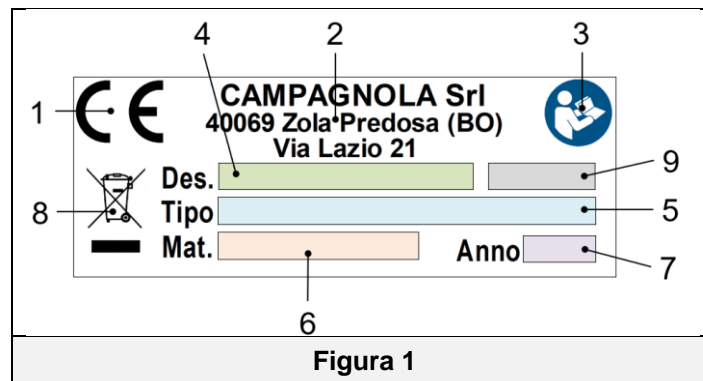 4
2
3
1
CE
CAMPAGNOLA Srl
40069 Zola Predosa (BO)
Via Lazio 21
9
8
Des.
Tipo
5
Mat.
Anno
7
6
Figura 1